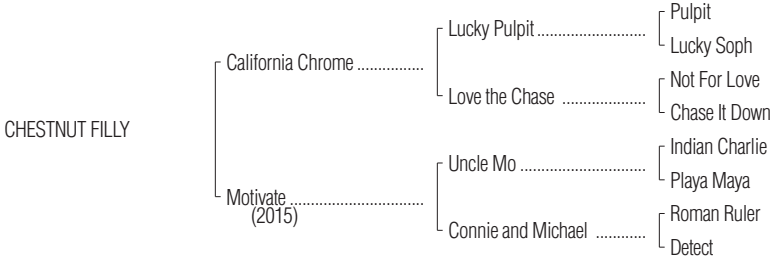 Pulpit
Lucky Pulpit ..........................
Lucky Soph
California Chrome ................
Not For Love
Love the Chase ....................
Chase It Down
CHESTNUT FILLY
Indian Charlie
Uncle Mo ..............................
Playa Maya
Motivate ................................
(2015)
Roman Ruler
Connie and Michael ............
Detect